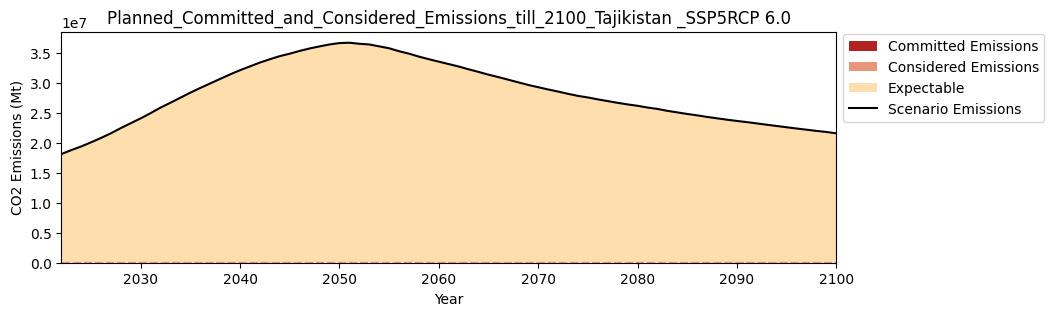 Planned_Committed_and_Considered_Emissions_till_2100_Tajikistan _SSP5RCP 6.0
1e7
3.5
3.0
2.5
2.0
1.5
1.0
0.5
0.0
CO2 Emissions (Mt)
2030 2040 2050 2060 2070 2080 2090 2100
Year
Committed Emissions
Considered Emissions
Expectable
Scenario Emissions